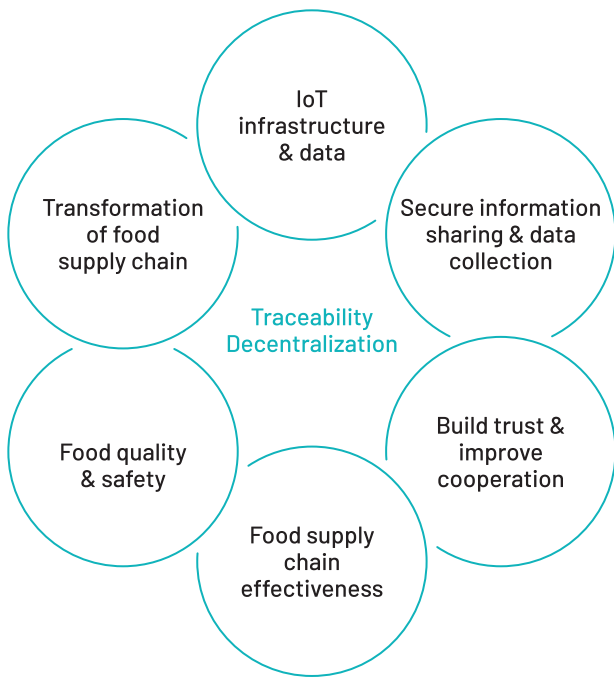 IoT
infrastructure
& data
Secure information
sharing & data
collection
Build trust &
improve
cooperation
Food supply
chain
effectiveness
Food quality
& safety
Transformation
of food
supply chain
Traceability
Decentralization